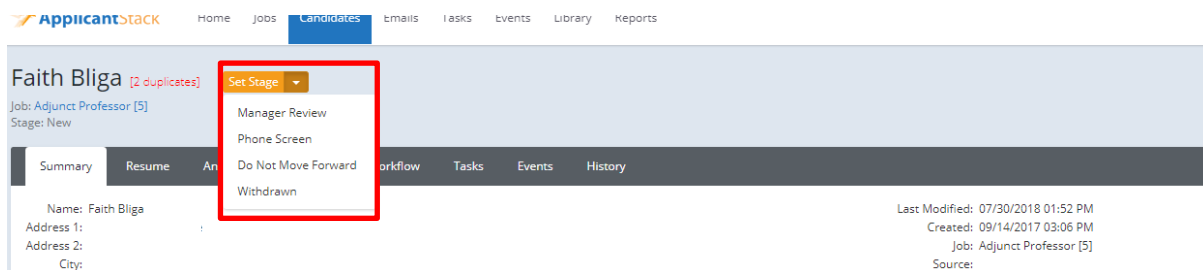 ApplicantStack Home Jobs Candidates Emails Tasks Events Library Reports
Faith Bliga [2 duplicates] Set Stage
Job: Adjunct Professor [5]
Stage: New
Manager Review
Phone Screen
Do Not Move Forward
Withdrawn
Summary Resume Tasks Events History
Name: Faith Bliga
Address 1:
Address 2:
City:
Last Modified: 07/30/2018 01:52 PM
Created: 09/14/2017 03:06 PM
Job: Adjunct Professor [5]
Source: